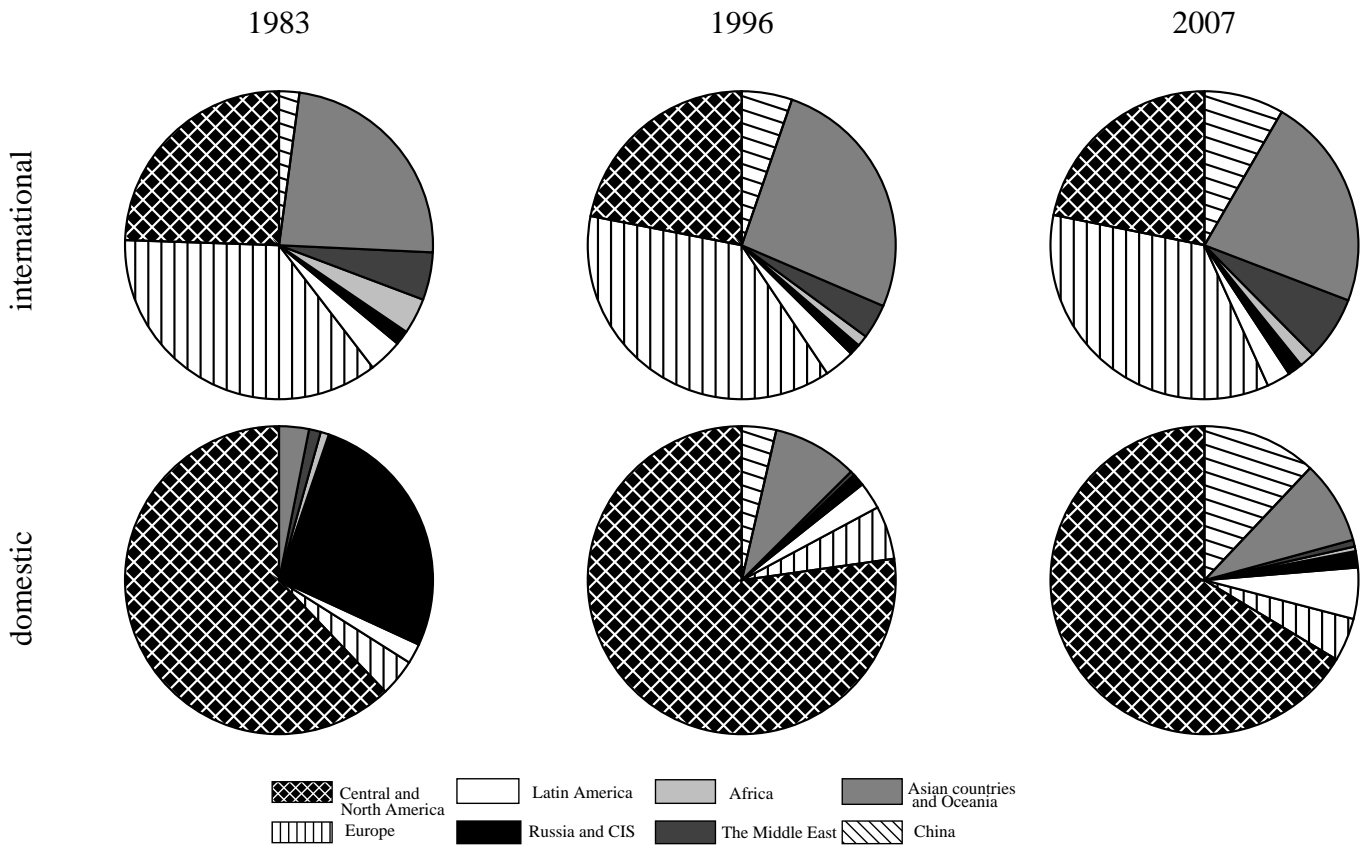 1983
1996
2007
international
domestic
Central and
North America
Latin America
Africa
Asian countries
and Oceania
Europe
Russia and CIS
The Middle East
China